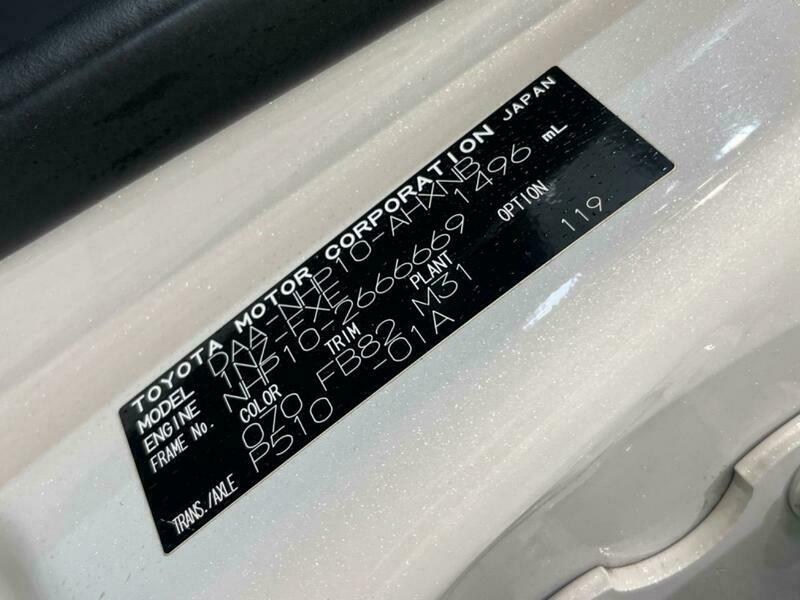 TOYOTA MOTOR CORPORATION JAPAN
MODEL DAA-NHP10-AHXNB
ENGINE 1NZ-FXE 1496 mL
FRAME No. NHP10-2666669
COLOR TRIM PLANT OPTION
070 FB82 M31 119
TRANS./AXLE P510 -01A